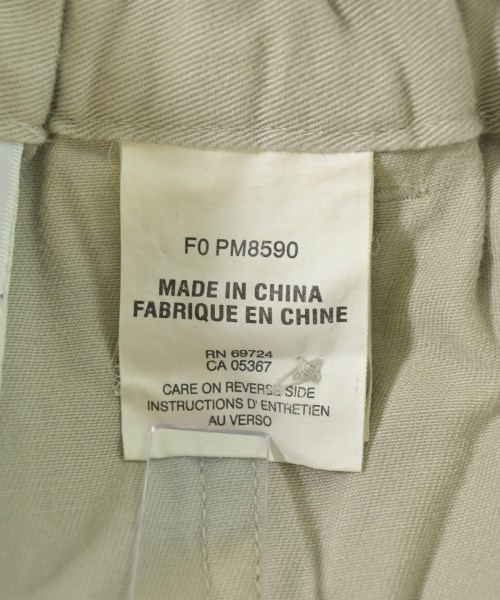 F0 PM8590
MADE IN CHINA
FABRIQUE EN CHINE
RN 69724
CA 05367
CARE ON REVERSE SIDE
INSTRUCTIONS D' ENTRETIEN
AU VERSO